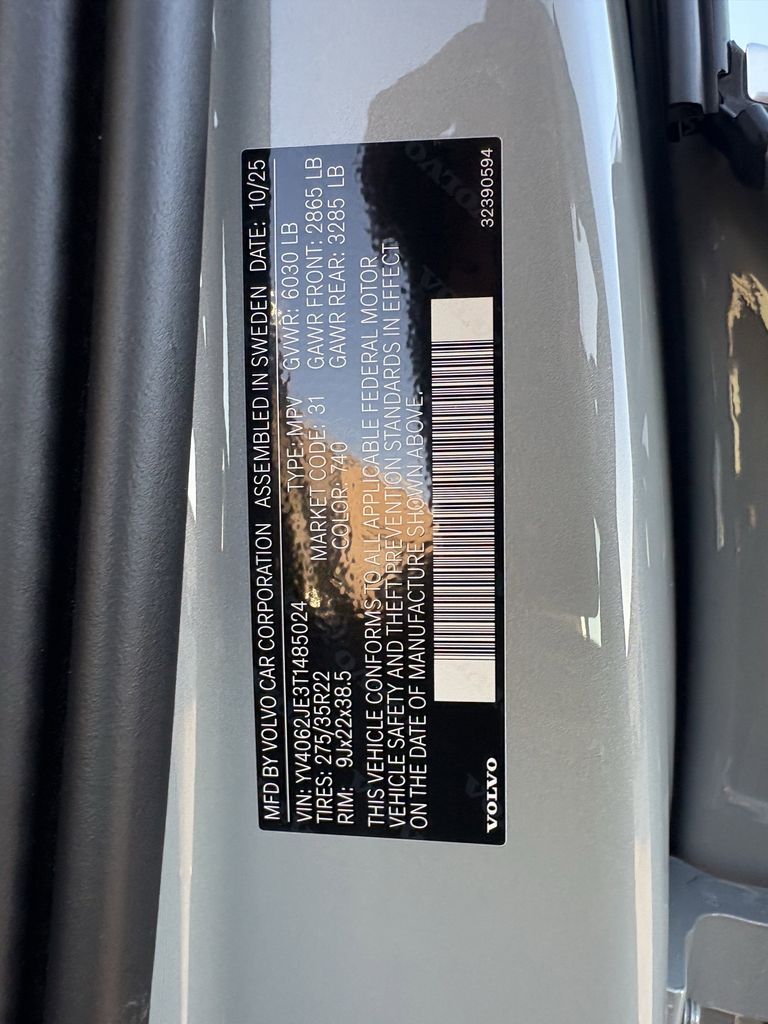 MFD BY VOLVO CAR CORPORATION ASSEMBLED IN SWEDEN DATE: 10/25
VIN: YV4062JE3T1485024 TYPE: MPV GVWR: 6030 LB
TIRES: 275/35R22 MARKET CODE: 31 GAWR FRONT: 2865 LB
RIM: 9Jx22x38.5 COLOR: 740 GAWR REAR: 3285 LB
THIS VEHICLE CONFORMS TO ALL APPLICABLE FEDERAL MOTOR
VEHICLE SAFETY AND THEFT PREVENTION STANDARDS IN EFFECT
ON THE DATE OF MANUFACTURE SHOWN ABOVE.
VOLVO 32390594